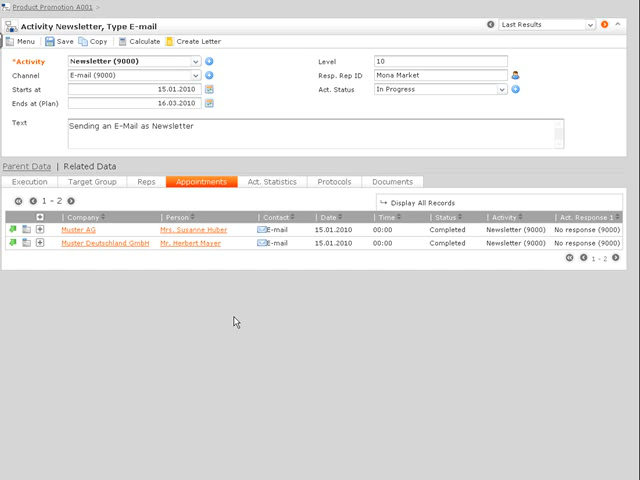 Product Promotion A001 >
Activity Newsletter, Type E-mail
Last Results
Menu Save Copy Calculate Create Letter
*Activity Newsletter (9000) Level 10
Channel E-mail (9000) Resp. Rep ID Mona Market
Starts at 15.01.2010 Act. Status In Progress
Ends at (Plan) 16.03.2010
Text Sending an E-Mail as Newsletter
Parent Data | Related Data
Execution Target Group Reps Appointments Act. Statistics Protocols Documents
1 - 2 Display All Records
Company Person Contact Date Time Status Activity Act. Response 1
Muster AG Mrs. Susanne Huber E-mail 15.01.2010 00:00 Completed Newsletter (9000) No response (9000)
Muster Deutschland GmbH Mr. Herbert Mayer E-mail 15.01.2010 00:00 Completed Newsletter (9000) No response (9000)
1 - 2